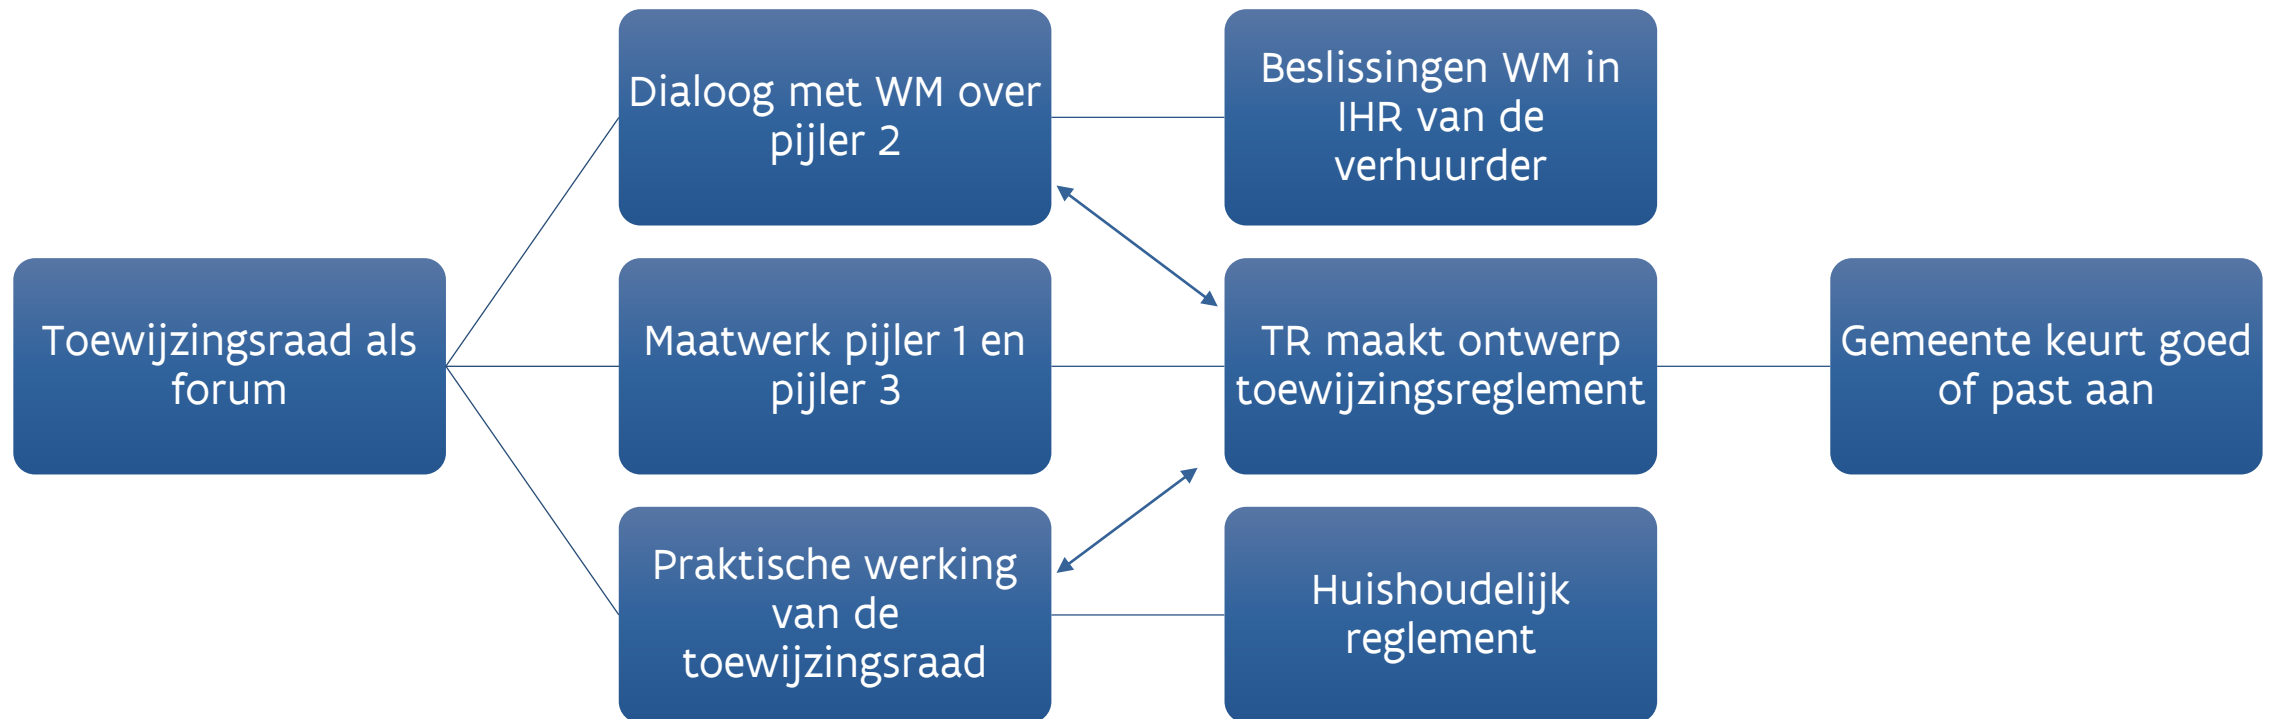 Toewijzingsraad als
forum
Dialoog met WM over
pijler 2
Beslissingen WM in
IHR van de
verhuurder
Maatwerk pijler 1 en
pijler 3
TR maakt ontwerp
toewijzingsreglement
Gemeente keurt goed
of past aan
Praktische werking
van de
toewijzingsraad
Huishoudelijk
reglement